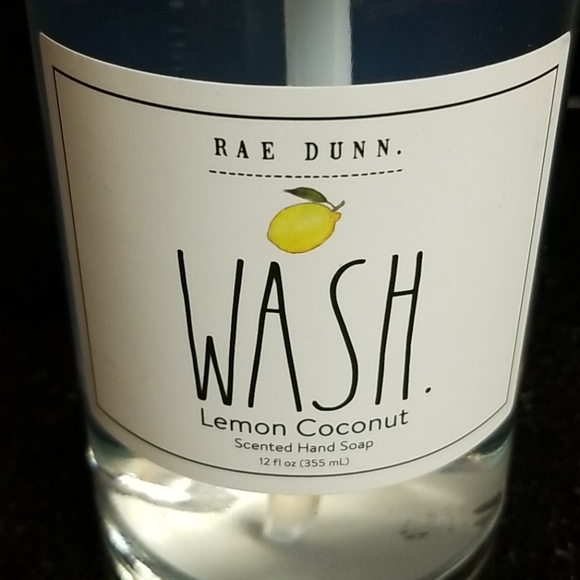 RAE DUNN.
WASH.
Lemon Coconut
Scented Hand Soap
12 fl oz (355 mL)